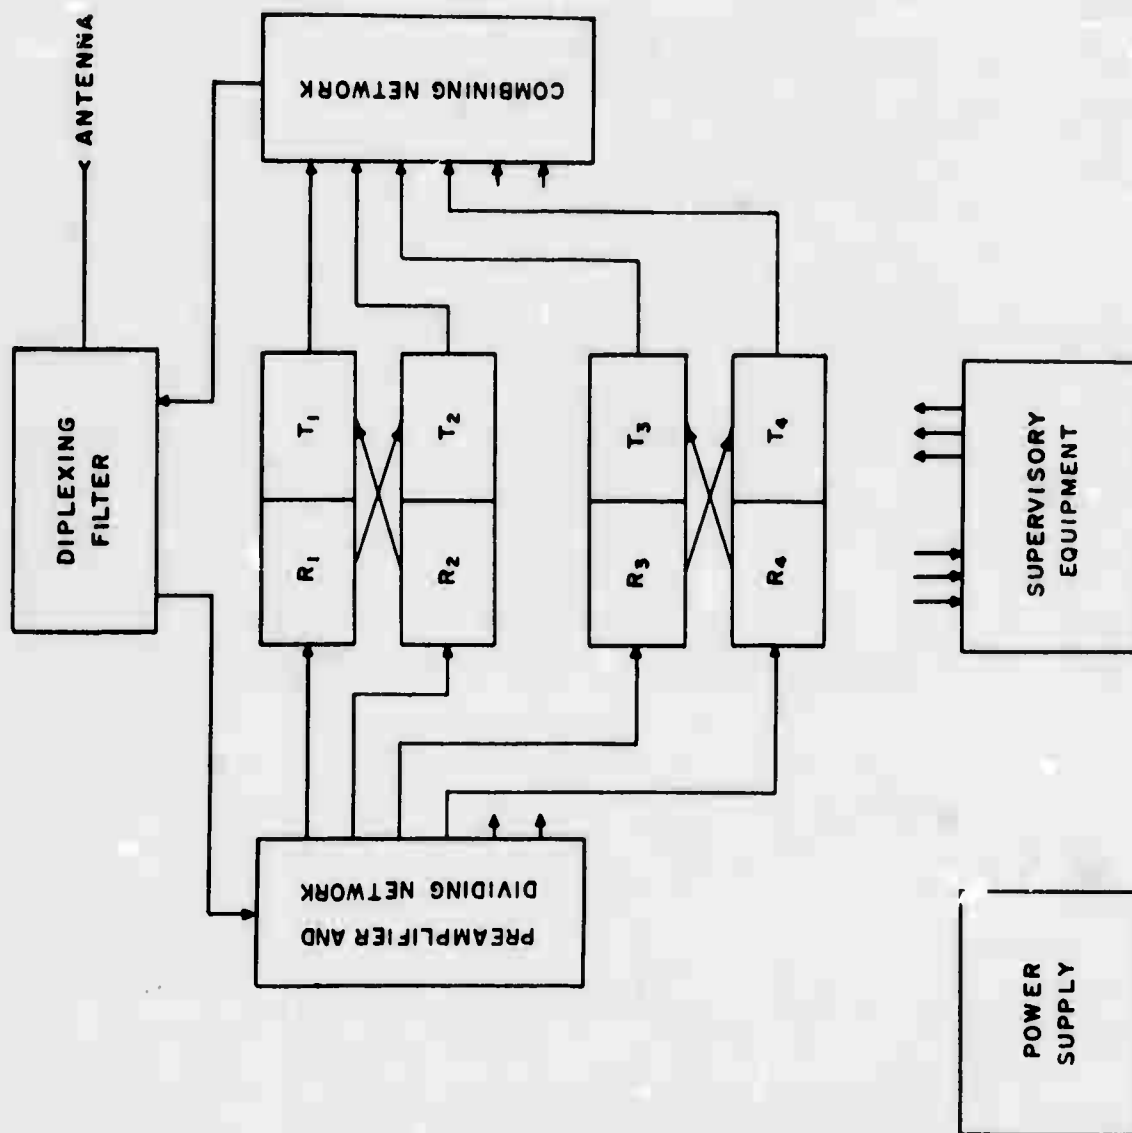 ANTENNA
DIPLEXING
FILTER
COMBINING NETWORK
R1
T1
R2
T2
R3
T3
R4
T4
PREAMPLIFIER AND
DIVIDING NETWORK
SUPERVISORY
EQUIPMENT
POWER
SUPPLY